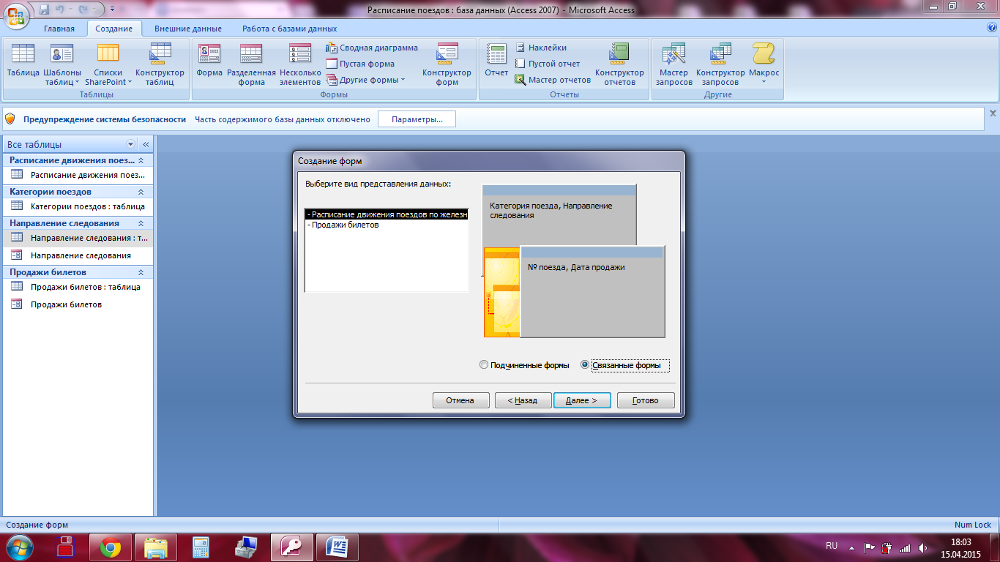 Расписание поездов : база данных (Access 2007) - Microsoft Access
Главная
Создание
Внешние данные
Работа с базами данных
Таблица
Шаблоны
таблиц
Списки
SharePoint
Конструктор
таблиц
Таблицы
Форма
Разделенная
форма
Несколько
элементов
Сводная диаграмма
Пустая форма
Другие формы
Конструктор
форм
Формы
Отчет
Наклейки
Пустой отчет
Мастер отчетов
Конструктор
отчетов
Отчеты
Мастер
запросов
Конструктор
запросов
Макрос
Другие
Предупреждение системы безопасности
Часть содержимого базы данных отключено
Параметры...
Все таблицы
Расписание движения поез...
Расписание движения поез...
Категории поездов
Категории поездов : таблица
Направление следования
Направление следования : т...
Направление следования
Продажи билетов
Продажи билетов : таблица
Продажи билетов
Создание форм
Выберите вид представления данных:
- Расписание движения поездов по железн
- Продажи билетов
Категория поезда, Направление
следования
№ поезда, Дата продажи
Подчиненные формы
Связанные формы
Отмена
< Назад
Далее >
Готово
Создание форм
Num Lock
RU
18:03
15.04.2015